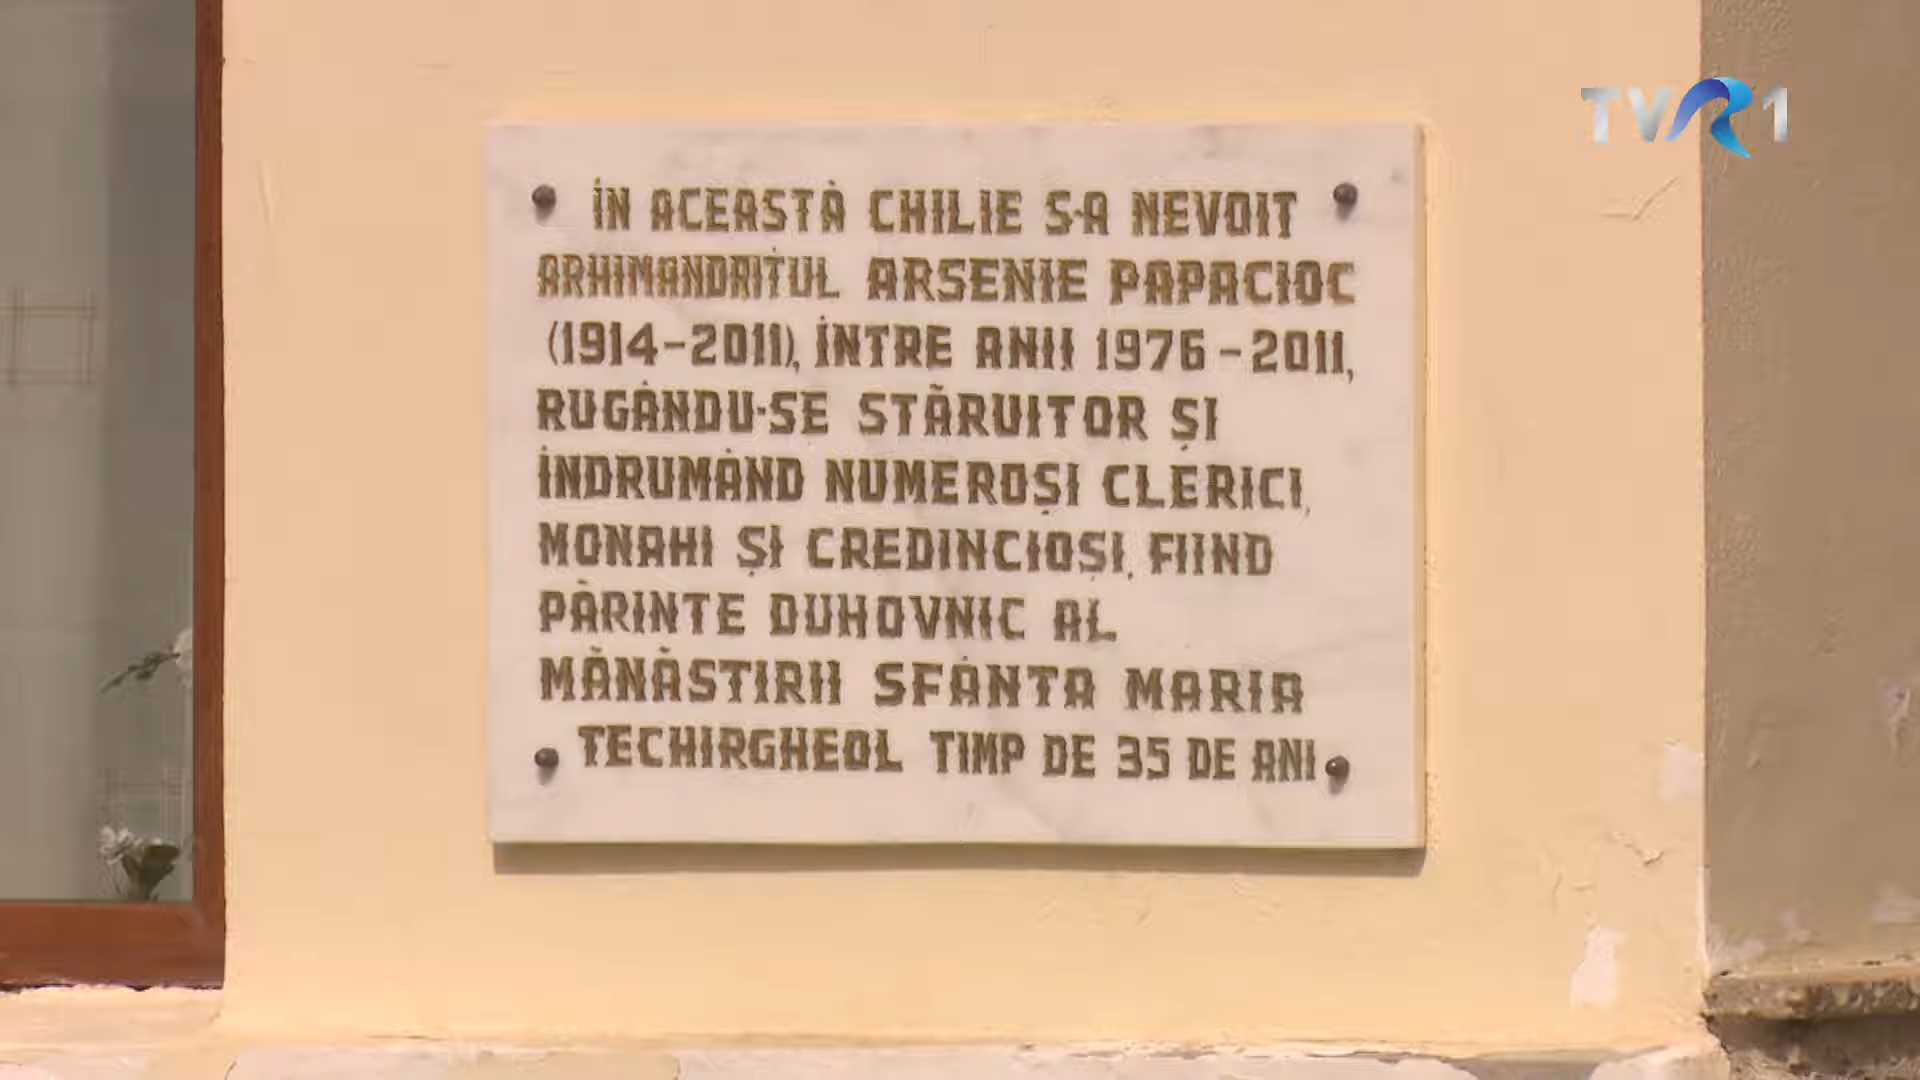 TVR1
ÎN ACEASTĂ CHILIE S-A NEVOIT
ARHIMANDRITUL ARSENIE PAPACIOC
(1914-2011), ÎNTRE ANII 1976-2011,
RUGÂNDU-SE STĂRUITOR ȘI
ÎNDRUMÂND NUMEROȘI CLERICI,
MONAHI ȘI CREDINCIOȘI, FIIND
PĂRINTE DUHOVNIC AL
MĂNĂSTIRII SFÂNTA MARIA
TECHIRGHEOL TIMP DE 35 DE ANI